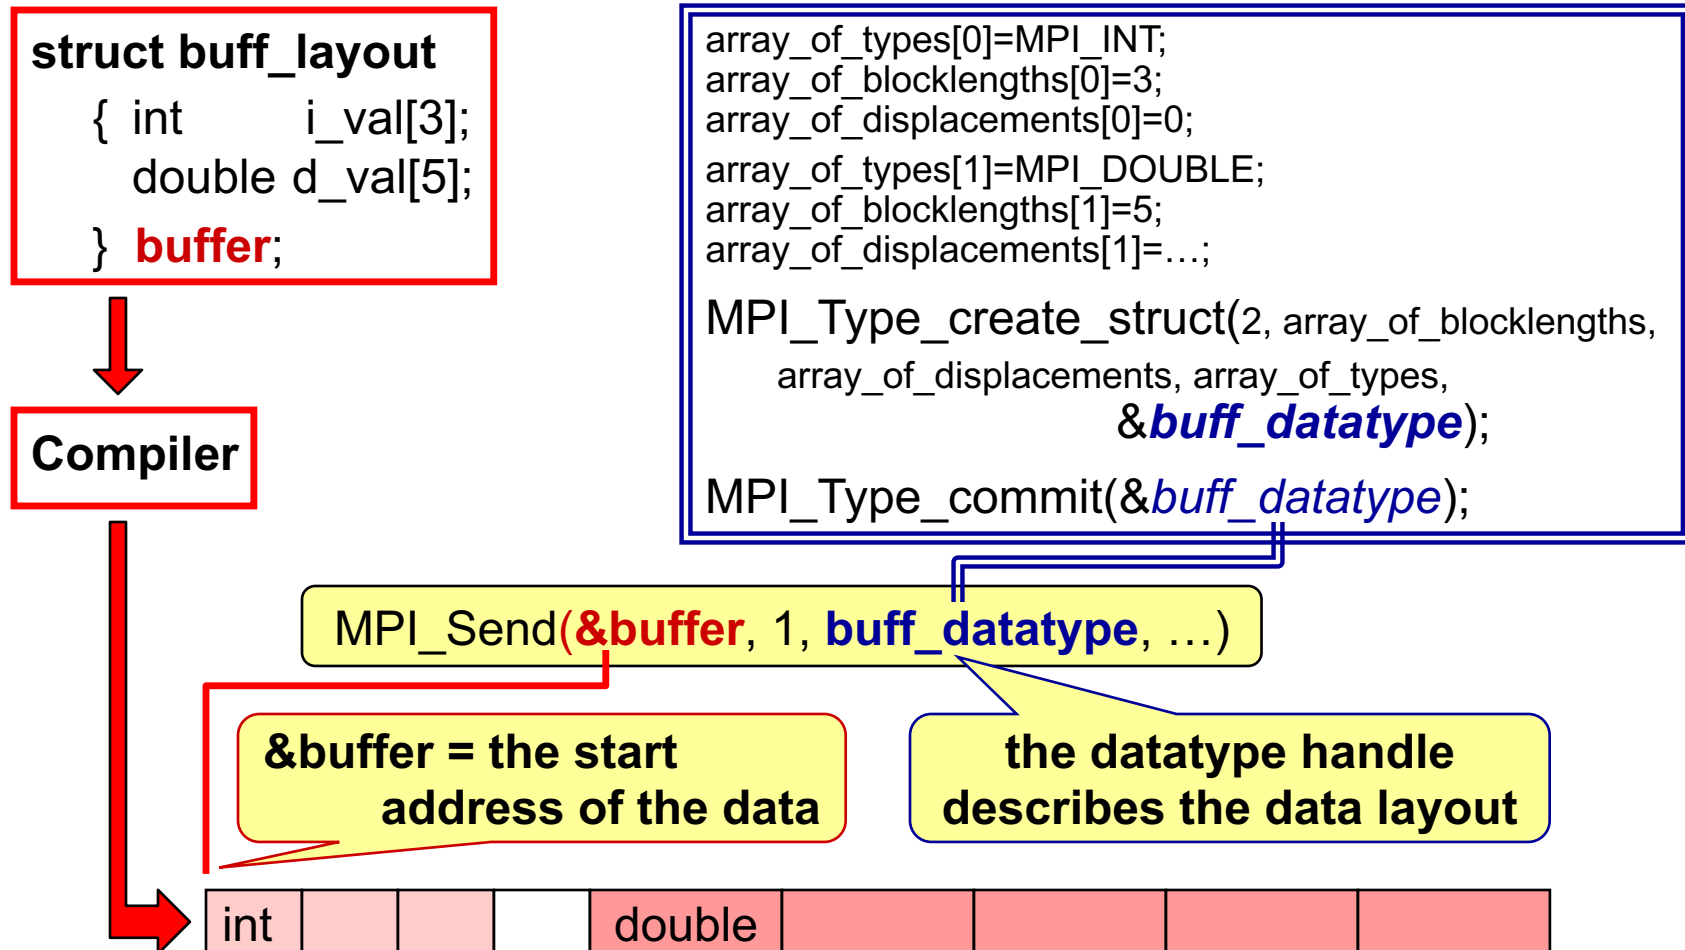 struct buff_layout
{ int i_val[3];
double d_val[5];
} buffer;
Compiler
array_of_types[0]=MPI_INT;
array_of_blocklengths[0]=3;
array_of_displacements[0]=0;
array_of_types[1]=MPI_DOUBLE;
array_of_blocklengths[1]=5;
array_of_displacements[1]=…;
MPI_Type_create_struct(2, array_of_blocklengths,
array_of_displacements, array_of_types,
&buff_datatype);
MPI_Type_commit(&buff_datatype);
MPI_Send(&buffer, 1, buff_datatype, …)
&buffer = the start
address of the data
the datatype handle
describes the data layout
int
double